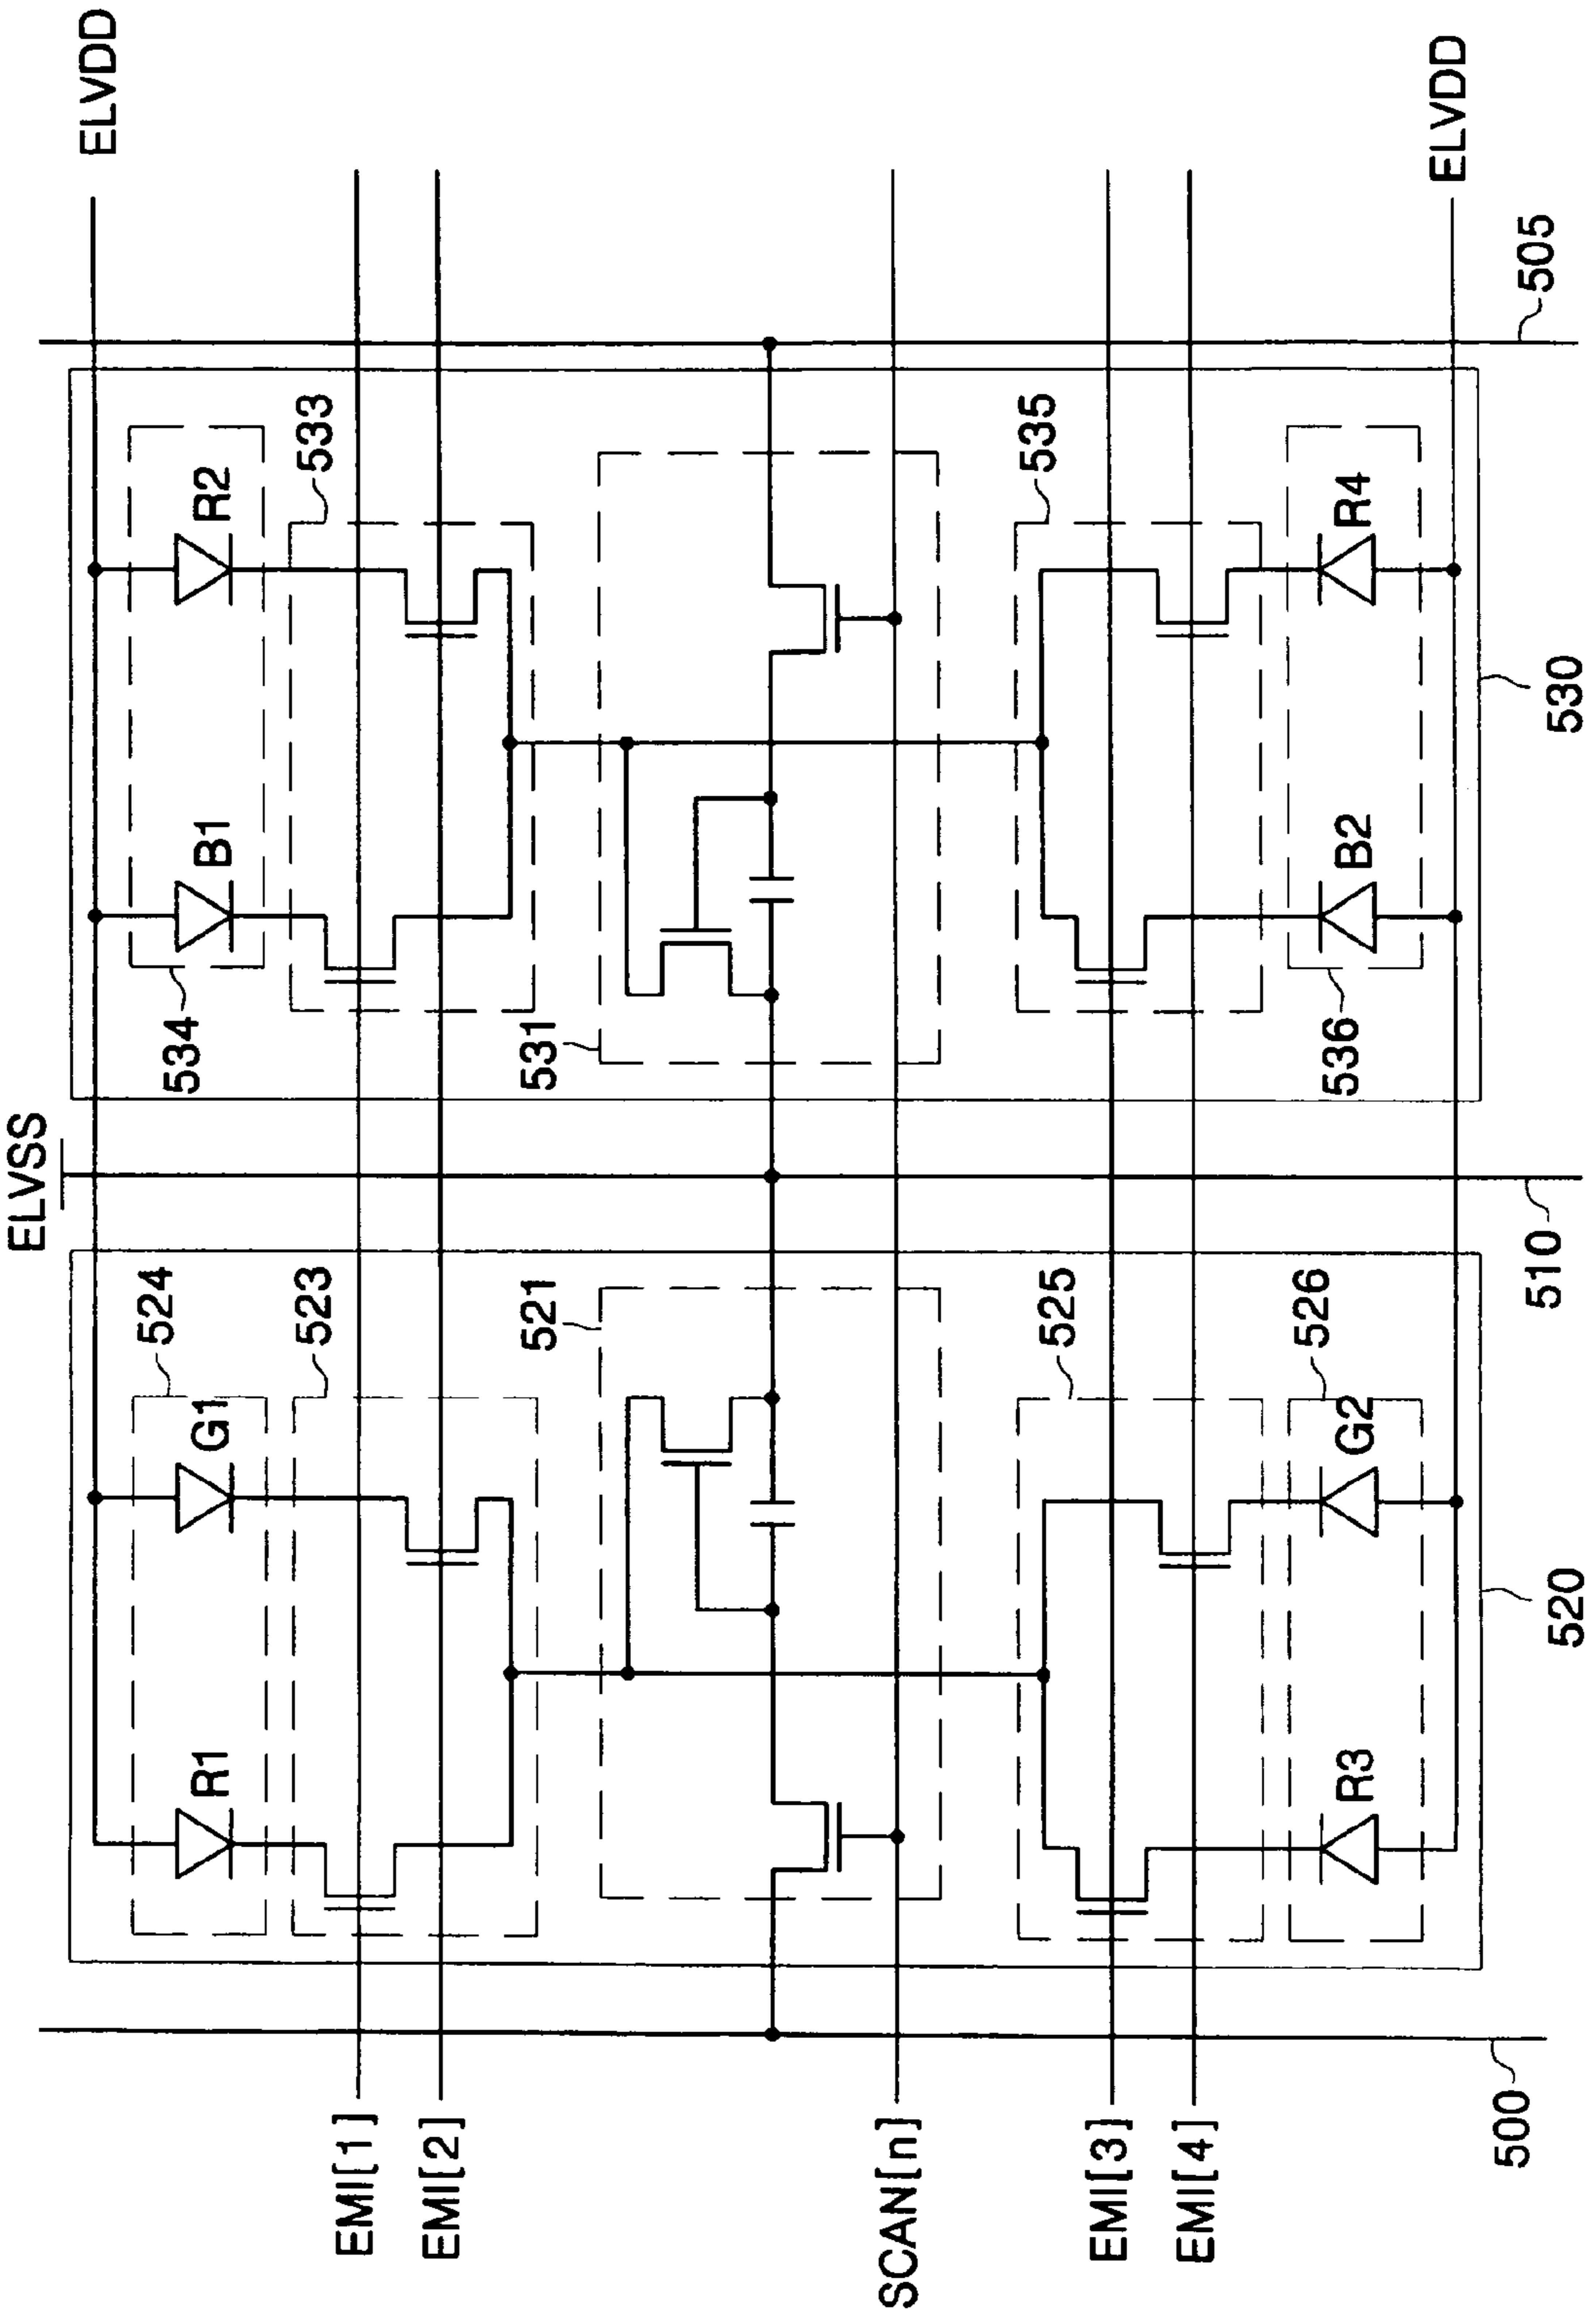 ELVDD
ELVSS
524
R1
G1
534
B1
R2
523
533
EMI[1]
EMI[2]
521
531
SCAN[n]
525
535
EMI[3]
EMI[4]
526
R3
G2
536
B2
R4
ELVDD
500
520
510
530
505